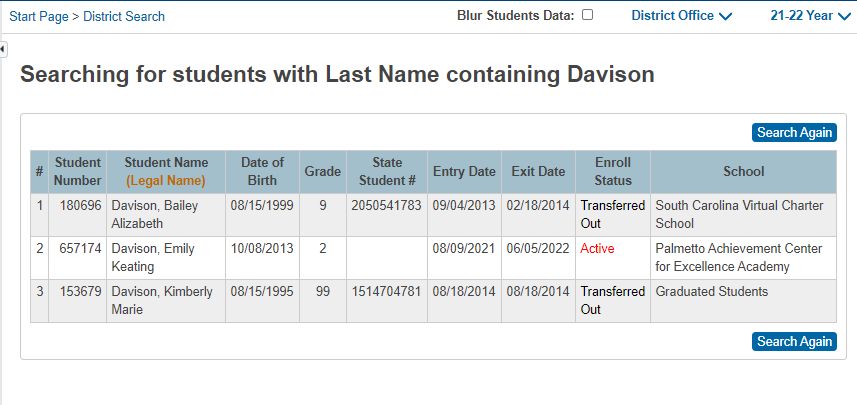 Start Page > District Search
Blur Students Data:
District Office
21-22 Year
Searching for students with Last Name containing Davison
Search Again
# Student Number Student Name (Legal Name) Date of Birth Grade State Student # Entry Date Exit Date Enroll Status School
1 180696 Davison, Bailey Alizabeth 08/15/1999 9 2050541783 09/04/2013 02/18/2014 Transferred Out South Carolina Virtual Charter School
2 657174 Davison, Emily Keating 10/08/2013 2 08/09/2021 06/05/2022 Active Palmetto Achievement Center for Excellence Academy
3 153679 Davison, Kimberly Marie 08/15/1995 99 1514704781 08/18/2014 08/18/2014 Transferred Out Graduated Students
Search Again